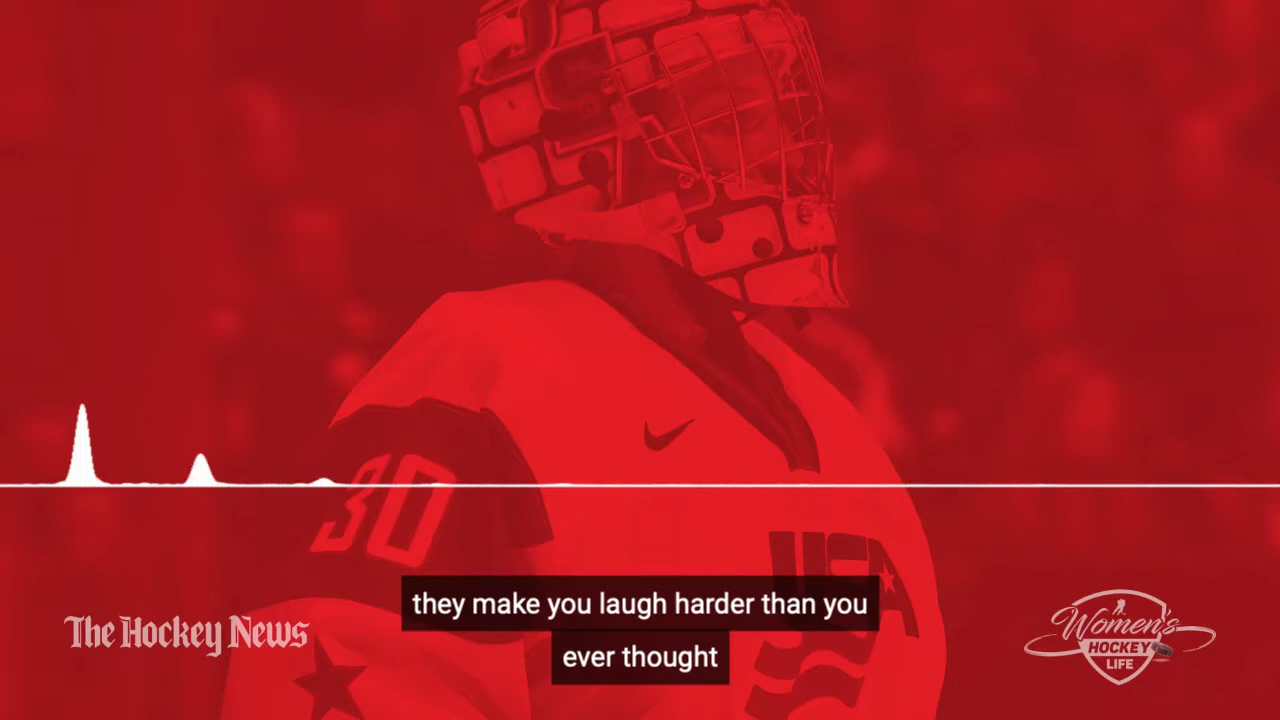 30
USA
they make you laugh harder than you
ever thought
The Hockey News
Women's
HOCKEY
LIFE